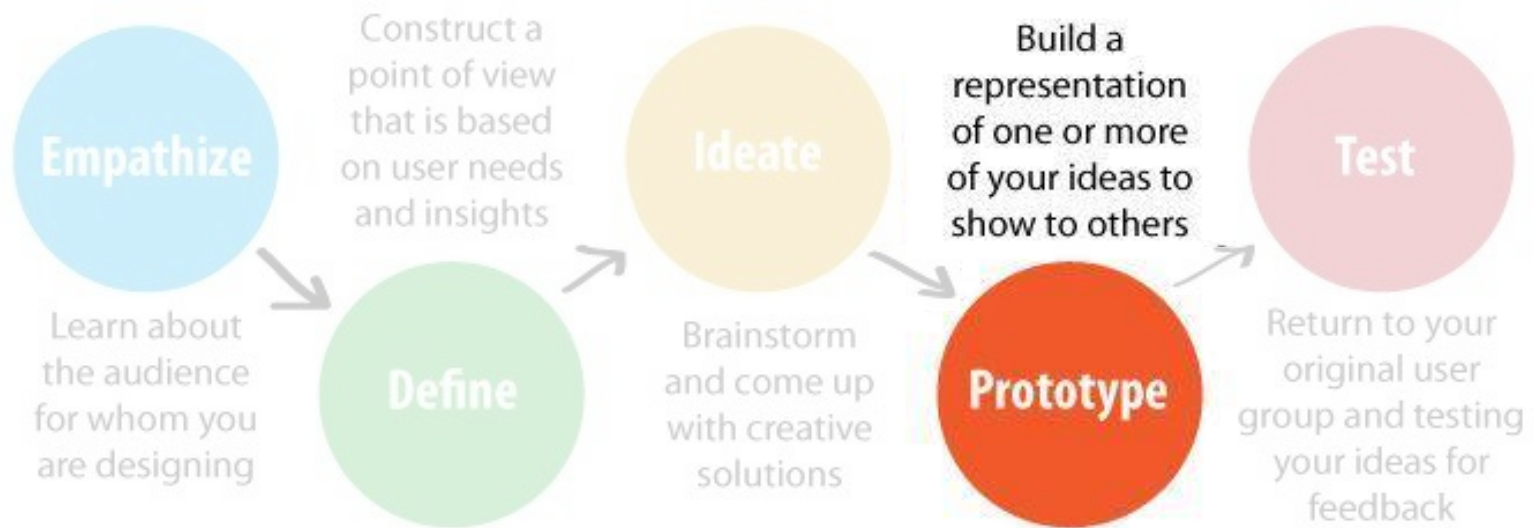 Empathize
Learn about
the audience
for whom you
are designing
Construct a
point of view
that is based
on user needs
and insights
Define
Ideate
Brainstorm
and come up
with creative
solutions
Build a
representation
of one or more
of your ideas to
show to others
Prototype
Test
Return to your
original user
group and testing
your ideas for
feedback